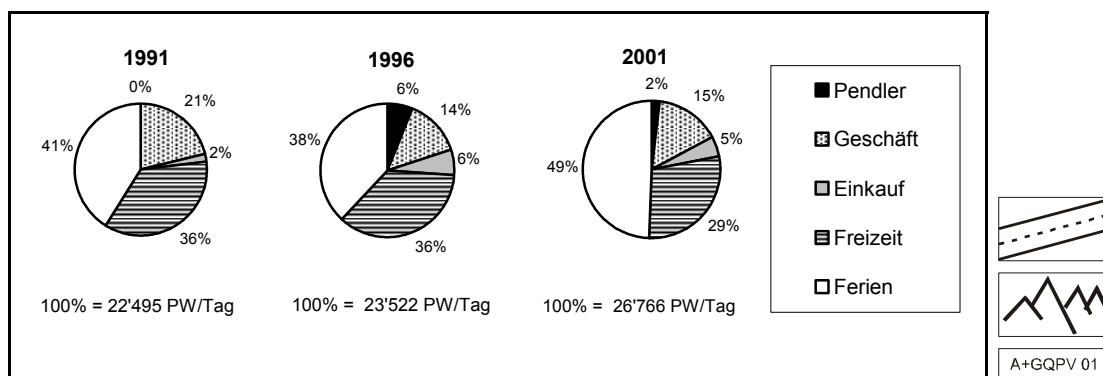 1991
0%
21%
2%
36%
41%
100% = 22'495 PW/Tag
1996
6%
14%
6%
36%
38%
100% = 23'522 PW/Tag
2001
2%
15%
5%
29%
49%
100% = 26'766 PW/Tag
Pendler
Geschäft
Einkauf
Freizeit
Ferien
A+GQPV 01